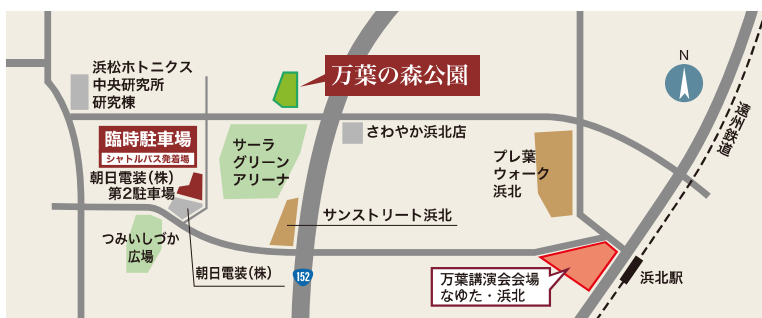 浜松ホトニクス
中央研究所
研究棟
万葉の森公園
N
遠州鉄道
臨時駐車場
シャトルバス発着場
朝日電装(株)
第2駐車場
サーラ
グリーン
アリーナ
さわやか浜北店
プレ葉
ウォーク
浜北
サンストリート浜北
つみいしづか
広場
朝日電装(株)
152
万葉講演会会場
なゆた・浜北
浜北駅